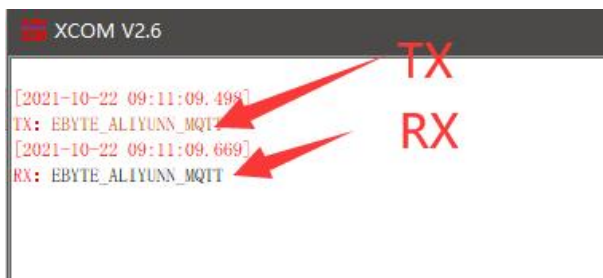 XCOM V2.6
TX
[2021-10-22 09:11:09.498]
TX: EBYTE_ALIYUNN_MQTT
[2021-10-22 09:11:09.669]
RX
RX: EBYTE_ALIYUNN_MQTT